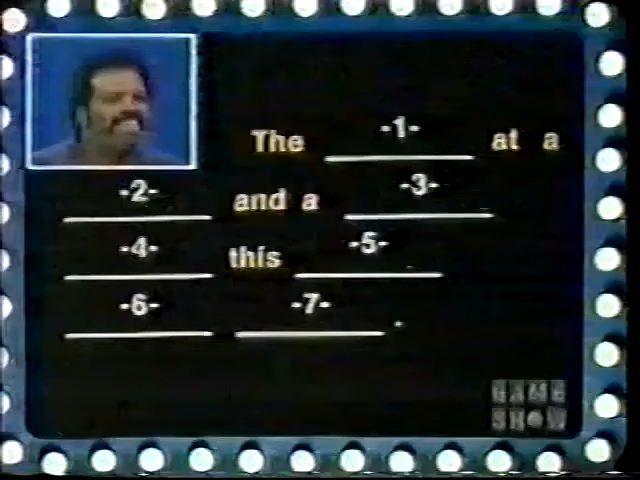 The -1- at a
-2- and a -3-
-4- this -5-
-6- -7- .
GAME
SHOW